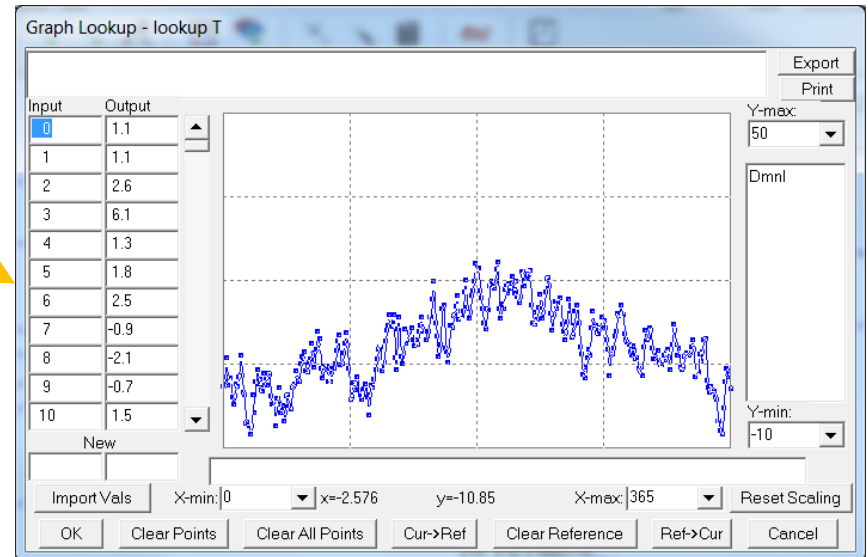 Graph Lookup - lookup T
Export
Print
Input Output
0 1.1
1 1.1
2 2.6
3 6.1
4 1.3
5 1.8
6 2.5
7 -0.9
8 -2.1
9 -0.7
10 1.5
New
Y-max:
50
Dmnl
Y-min:
-10
Import Vals X-min: 0 x=-2.576 y=-10.85 X-max: 365 Reset Scaling
OK Clear Points Clear All Points Cur->Ref Clear Reference Ref->Cur Cancel